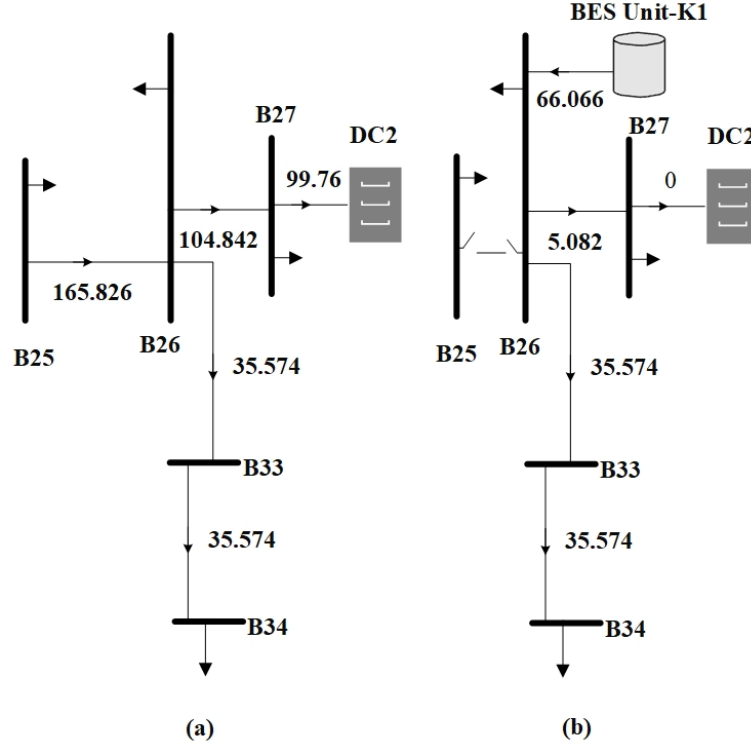 BES Unit-K1
66.066
B27
DC2
99.76
104.842
165.826
B25
B26
35.574
B33
35.574
B34
(a)
B27
DC2
0
5.082
B25
B26
35.574
B33
35.574
B34
(b)